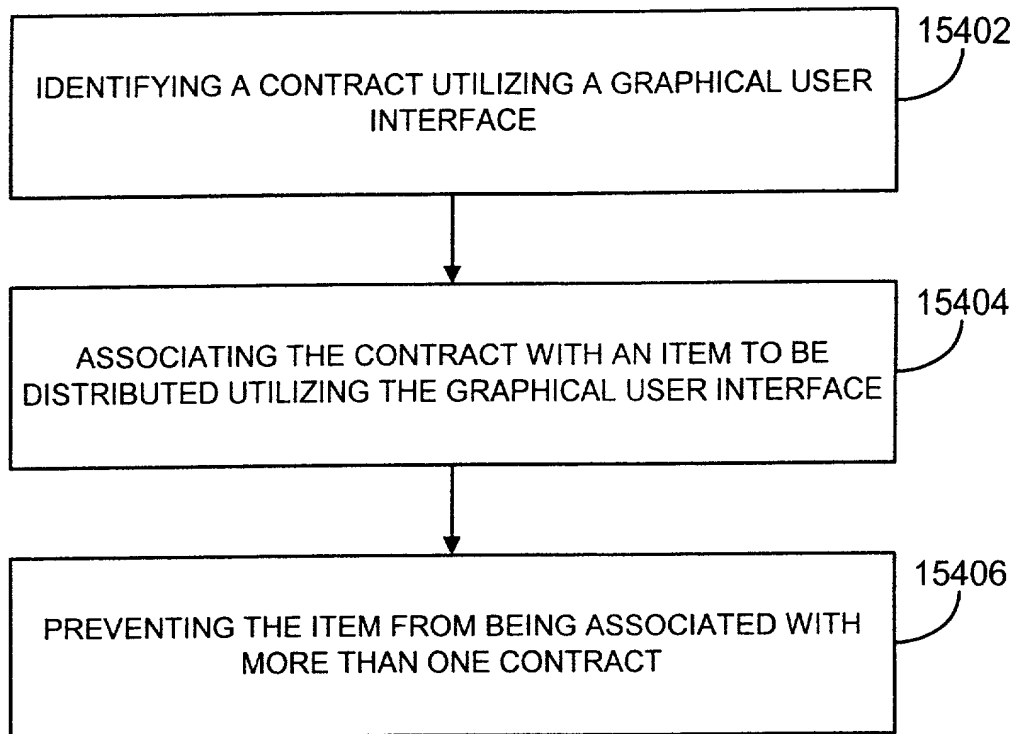 15402
IDENTIFYING A CONTRACT UTILIZING A GRAPHICAL USER
INTERFACE
15404
ASSOCIATING THE CONTRACT WITH AN ITEM TO BE
DISTRIBUTED UTILIZING THE GRAPHICAL USER INTERFACE
15406
PREVENTING THE ITEM FROM BEING ASSOCIATED WITH
MORE THAN ONE CONTRACT